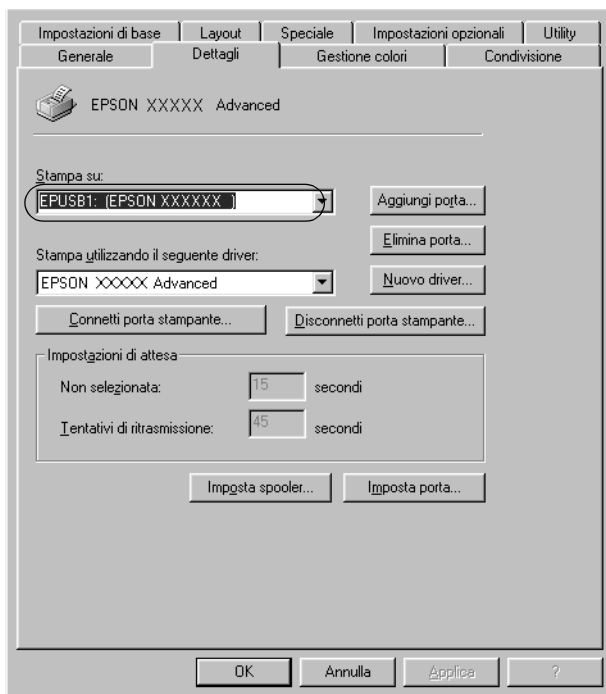 Impostazioni di base Layout Speciale Impostazioni opzionali Utility
Generale Dettagli Gestione colori Condivisione
EPSON XXXXX Advanced
Stampa su:
EPUSB1: (EPSON XXXXXX )
Aggiungi porta...
Elimina porta...
Stampa utilizzando il seguente driver:
EPSON XXXXX Advanced
Nuovo driver...
Connetti porta stampante... Disconnetti porta stampante...
Impostazioni di attesa
Non selezionata: 15 secondi
Tentativi di ritrasmissione: 45 secondi
Imposta spooler... Imposta porta...
OK Annulla Applica ?